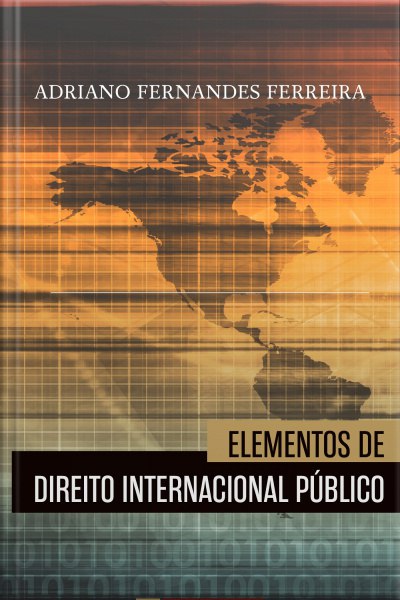 ADRIANO FERNANDES FERREIRA
ELEMENTOS DE
DIREITO INTERNACIONAL PÚBLICO